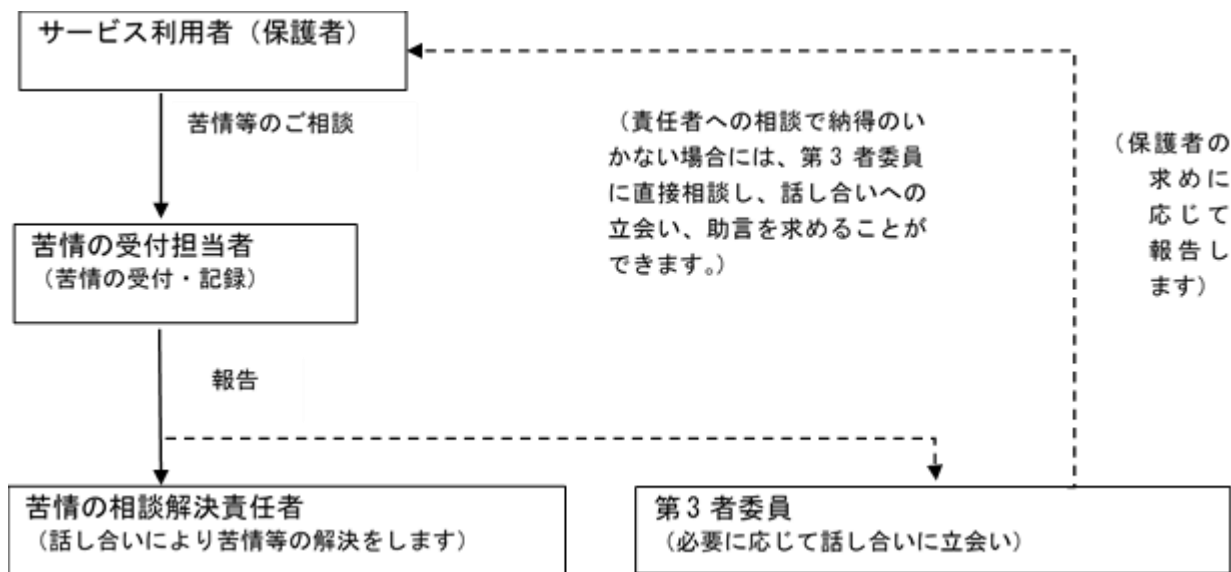 サービス利用者（保護者）
苦情等のご相談
（責任者への相談で納得のい
かない場合には、第３者委員
に直接相談し、話し合いへの
立会い、助言を求めることが
できます。）
（保護者の
求めに
応じて
報告し
ます）
苦情の受付担当者
（苦情の受付・記録）
報告
苦情の相談解決責任者
（話し合いにより苦情等の解決をします）
第３者委員
（必要に応じて話し合いに立会い）